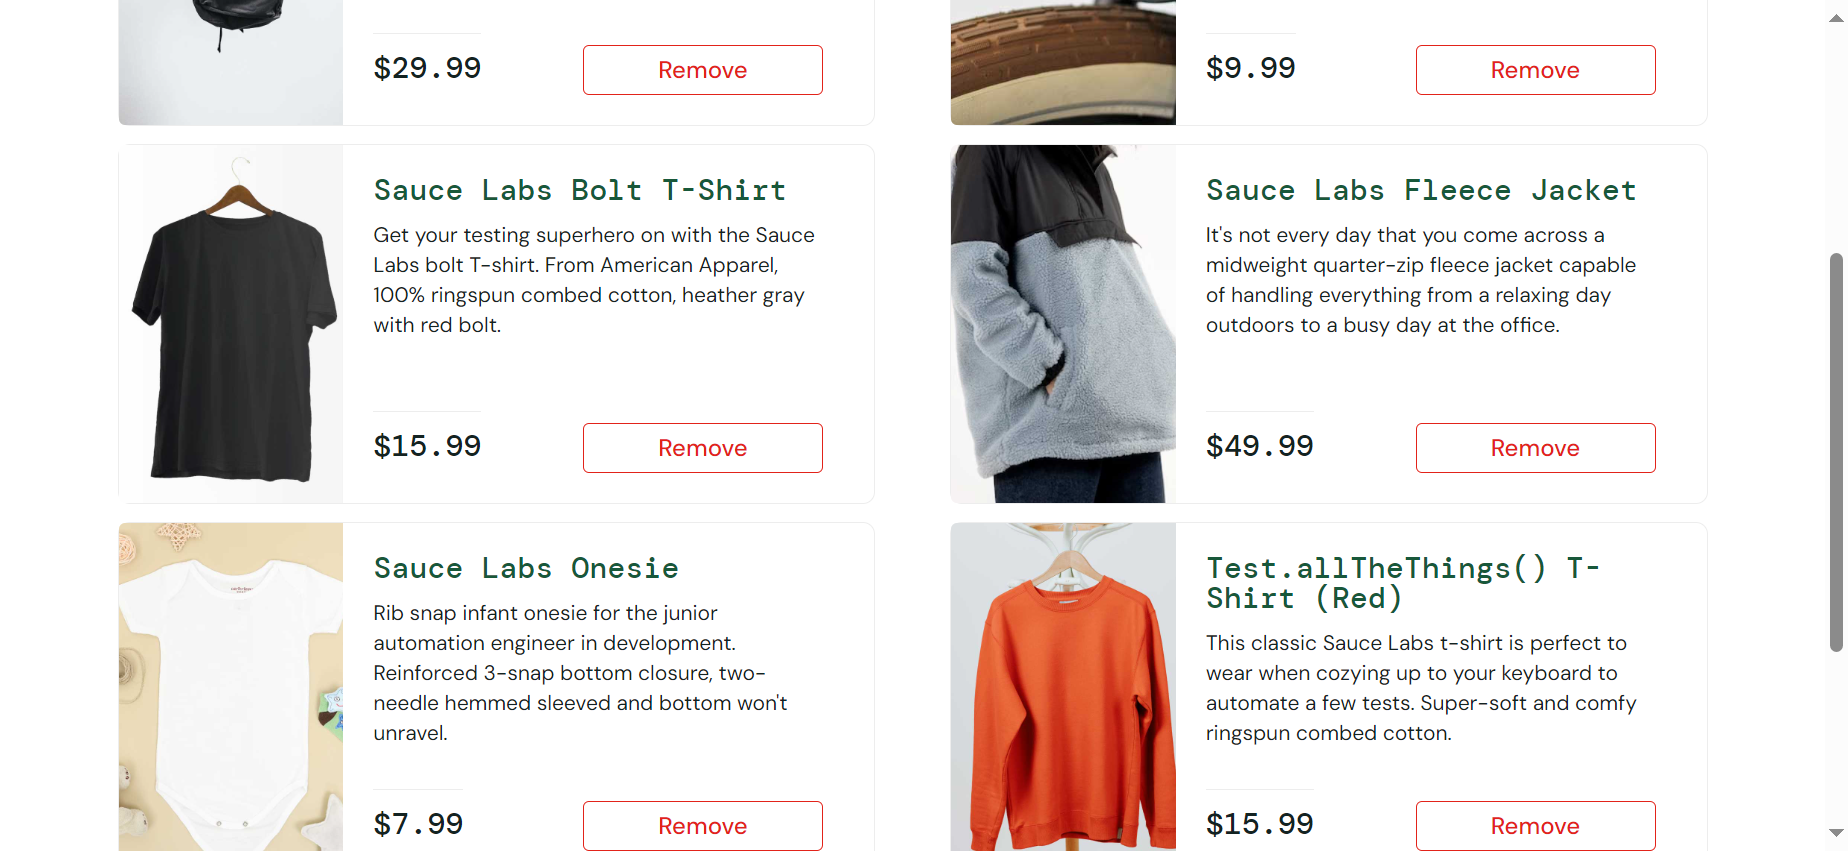 $29.99 Remove
$9.99 Remove
Sauce Labs Bolt T-Shirt
Get your testing superhero on with the Sauce
Labs bolt T-shirt. From American Apparel,
100% ringspun combed cotton, heather gray
with red bolt.
$15.99 Remove
Sauce Labs Fleece Jacket
It's not every day that you come across a
midweight quarter-zip fleece jacket capable
of handling everything from a relaxing day
outdoors to a busy day at the office.
$49.99 Remove
Sauce Labs Onesie
Rib snap infant onesie for the junior
automation engineer in development.
Reinforced 3-snap bottom closure, two-
needle hemmed sleeved and bottom won't
unravel.
$7.99 Remove
Test.allTheThings() T-
Shirt (Red)
This classic Sauce Labs t-shirt is perfect to
wear when cozying up to your keyboard to
automate a few tests. Super-soft and comfy
ringspun combed cotton.
$15.99 Remove